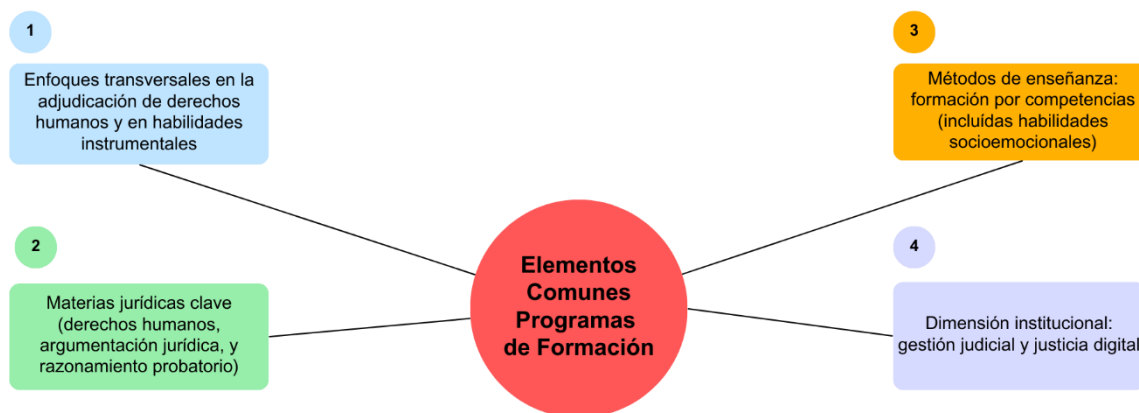 1
Enfoques transversales en la
adjudicación de derechos
humanos y en habilidades
instrumentales
2
Materias jurídicas clave
(derechos humanos,
argumentación jurídica, y
razonamiento probatorio)
Elementos
Comunes
Programas
de Formación
3
Métodos de enseñanza:
formación por competencias
(incluídas habilidades
socioemocionales)
4
Dimensión institucional:
gestión judicial y justicia digital